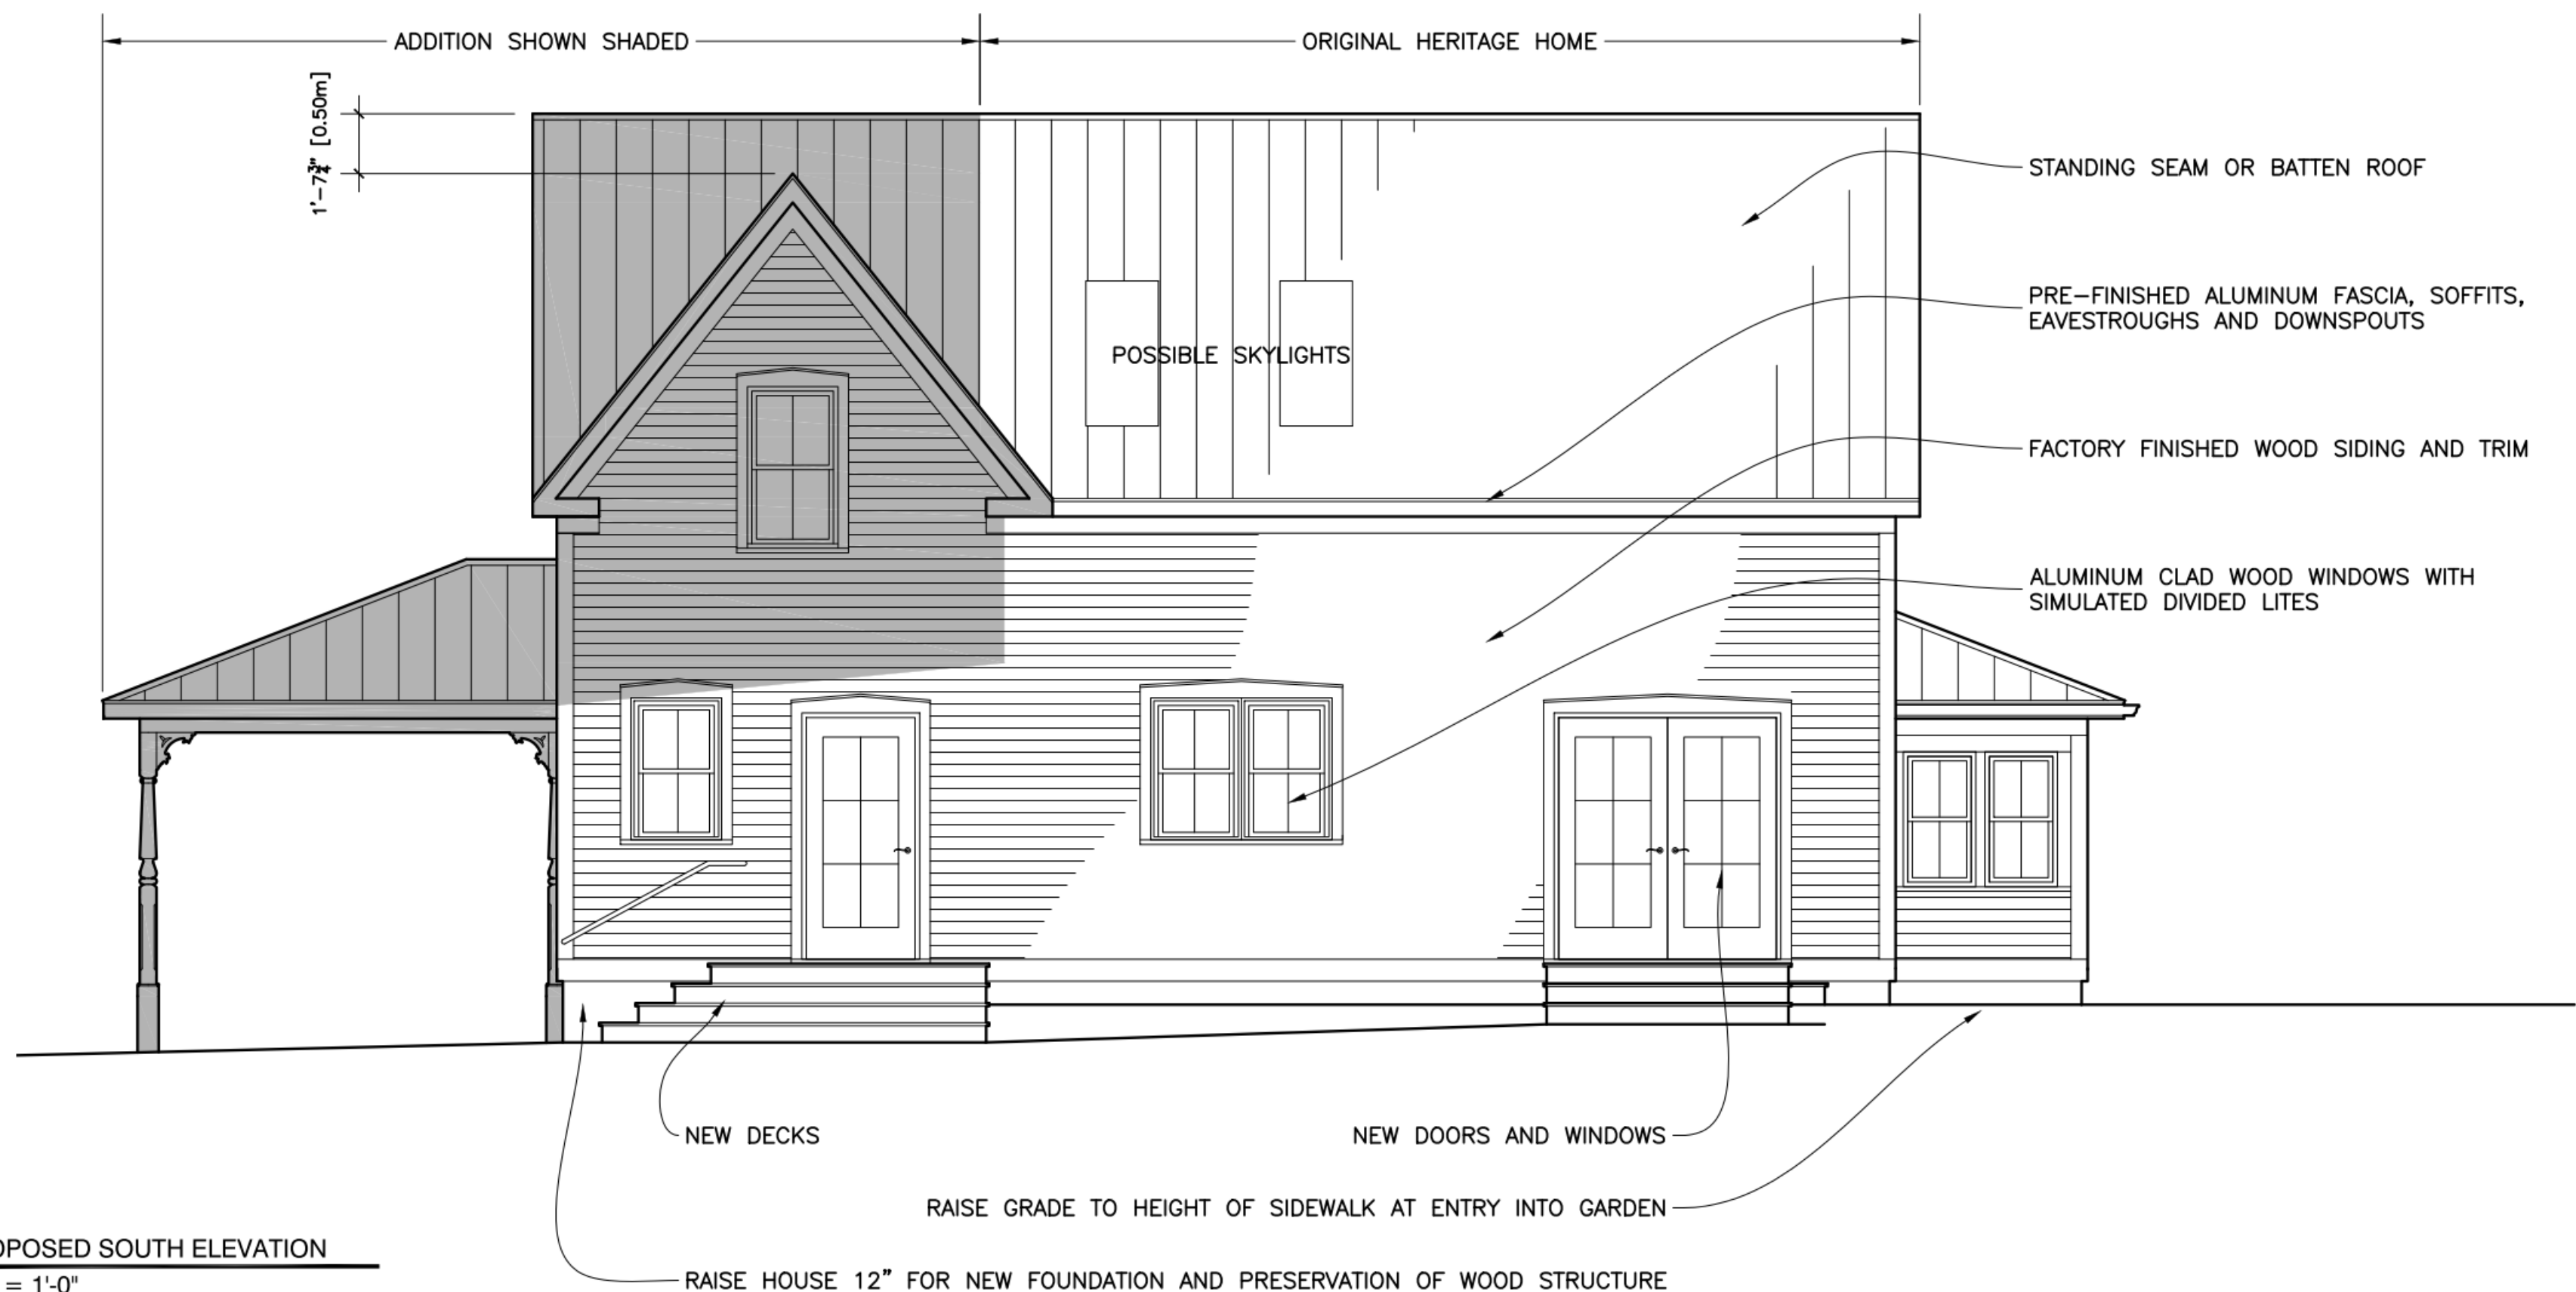 ADDITION SHOWN SHADED
ORIGINAL HERITAGE HOME
1'-7¾" [0.50m]
STANDING SEAM OR BATTEN ROOF
PRE-FINISHED ALUMINUM FASCIA, SOFFITS,
EAVESTROUGHS AND DOWNSPOUTS
POSSIBLE SKYLIGHTS
FACTORY FINISHED WOOD SIDING AND TRIM
ALUMINUM CLAD WOOD WINDOWS WITH
SIMULATED DIVIDED LITES
NEW DECKS
NEW DOORS AND WINDOWS
RAISE GRADE TO HEIGHT OF SIDEWALK AT ENTRY INTO GARDEN
RAISE HOUSE 12" FOR NEW FOUNDATION AND PRESERVATION OF WOOD STRUCTURE
OPOSED SOUTH ELEVATION
= 1'-0"